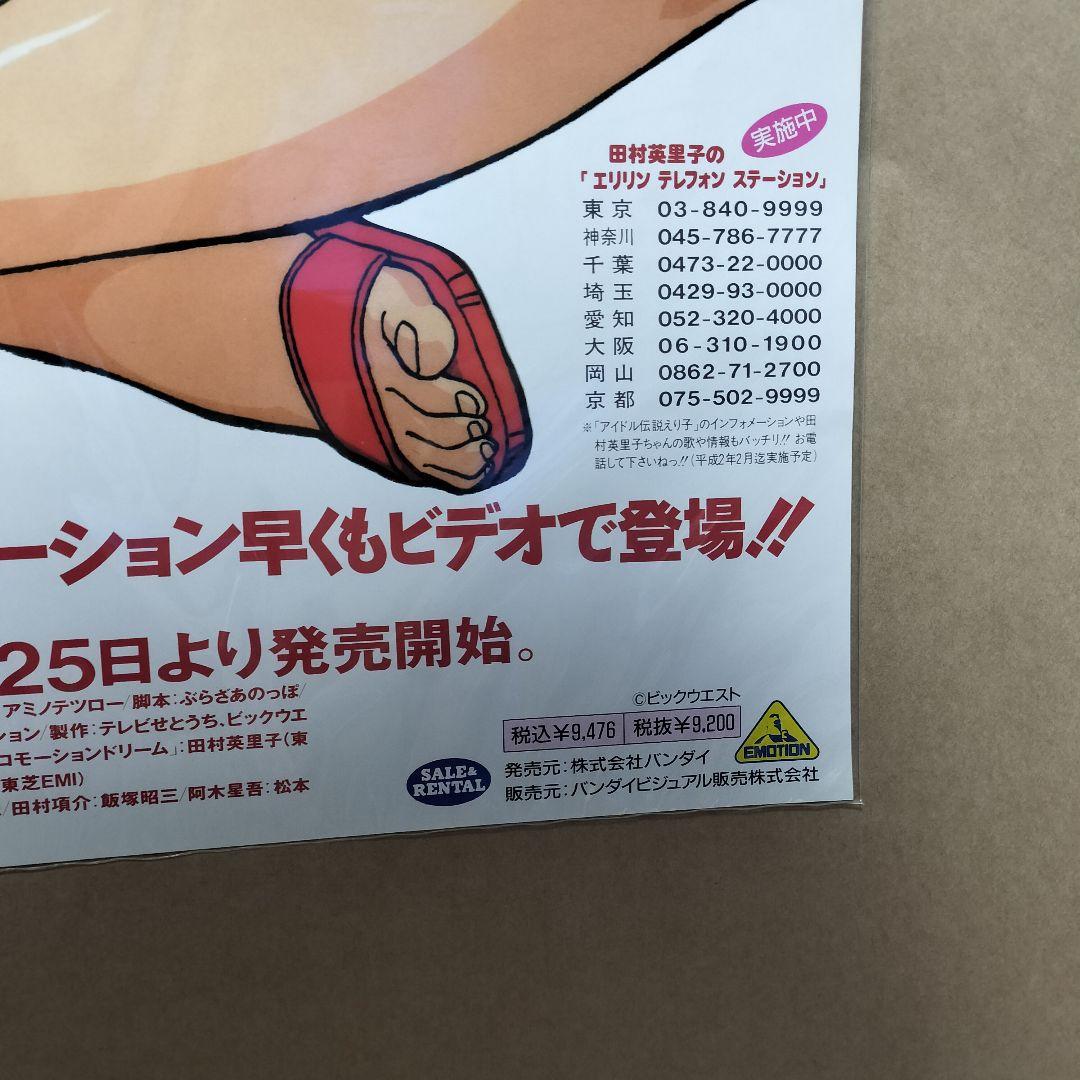 実施中
田村英里子の
「エリリン テレフォン ステーション」
東京 03-840-9999
神奈川 045-786-7777
千葉 0473-22-0000
埼玉 0429-93-0000
愛知 052-320-4000
大阪 06-310-1900
岡山 0862-71-2700
京都 075-502-9999
※「アイドル伝説えり子」のインフォメーションや田
村英里子ちゃんの歌や情報もバッチリ!! お電
話して下さいねっ!!(平成2年2月迄実施予定)
ーション早くもビデオで登場!!
25日より発売開始。
アミノテツロー/脚本:ぶらざあのっぽ/
ション/製作:テレビせとうち、ビックウエ
コモーションドリーム」:田村英里子(東
東芝EMI)
/田村項介:飯塚昭三/阿木星吾:松本
©ビックウエスト
税込¥9,476 税抜¥9,200
EMOTION
SALE&
RENTAL
発売元:株式会社バンダイ
販売元:バンダイビジュアル販売株式会社